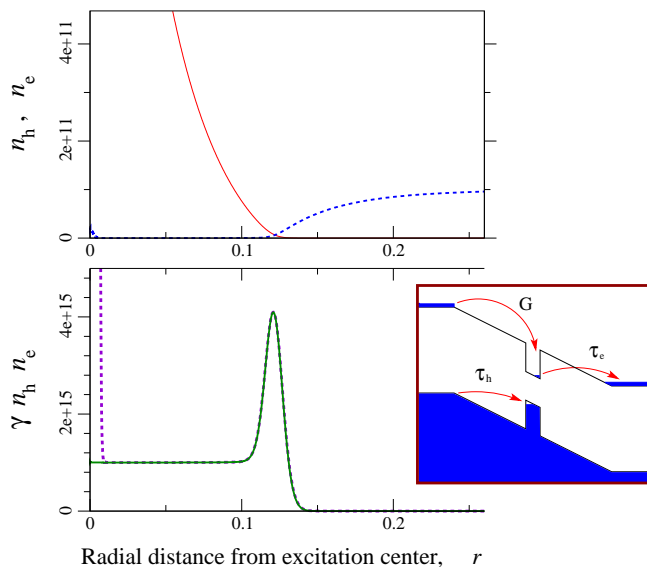 4e+11
2e+11
0
n_h , n_e
0 0.1 0.2
4e+15
2e+15
0
γ n_h n_e
0 0.1 0.2
G
τ_e
τ_h
Radial distance from excitation center, r